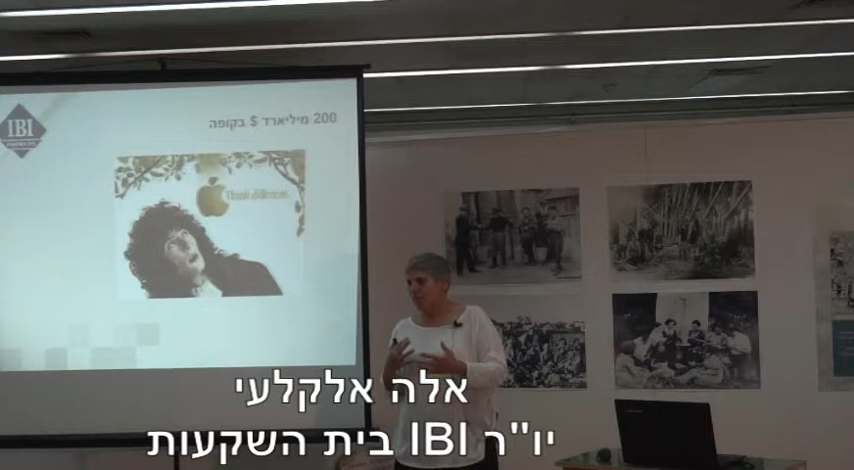 200 מיליארד $ בקופה
IBI
Think different.
אלה אלקלעי
יו"ר IBI בית השקעות